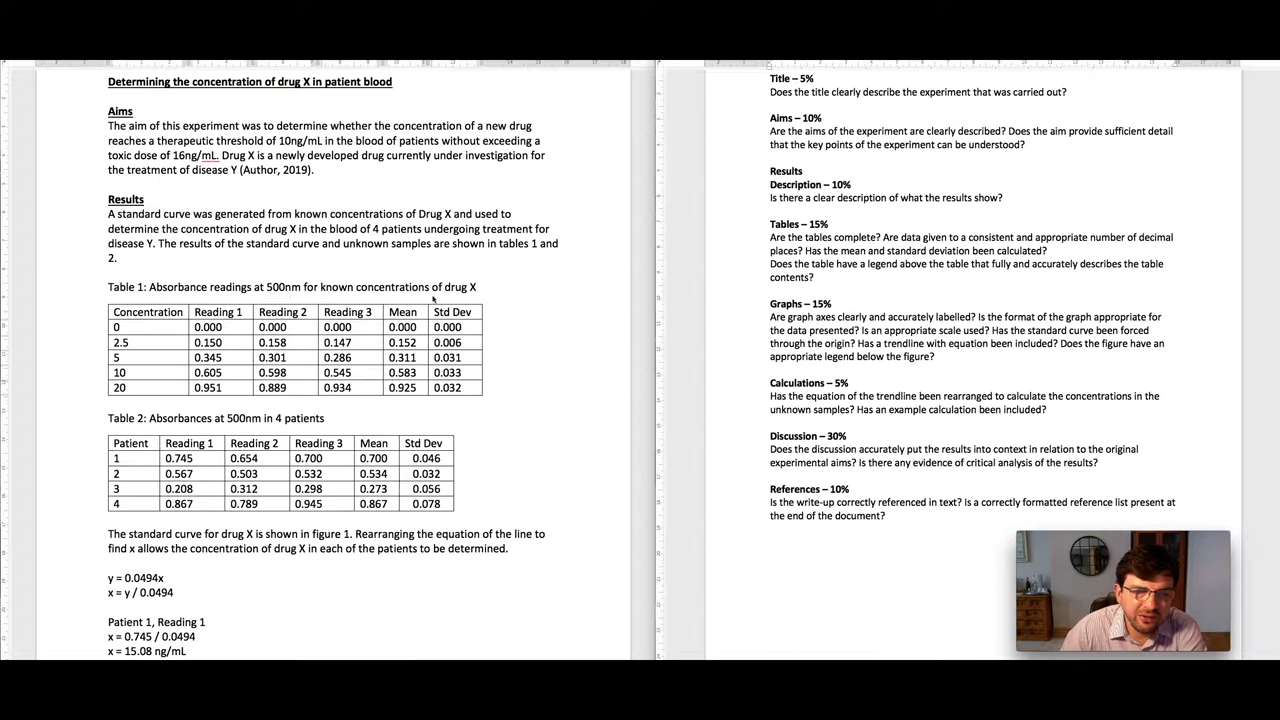 Determining the concentration of drug X in patient blood
Aims
The aim of this experiment was to determine whether the concentration of a new drug
reaches a therapeutic threshold of 10ng/mL in the blood of patients without exceeding a
toxic dose of 16ng/mL. Drug X is a newly developed drug currently under investigation for
the treatment of disease Y (Author, 2019).
Results
A standard curve was generated from known concentrations of Drug X and used to
determine the concentration of drug X in the blood of 4 patients undergoing treatment for
disease Y. The results of the standard curve and unknown samples are shown in tables 1 and
2.
Table 1: Absorbance readings at 500nm for known concentrations of drug X
Concentration Reading 1 Reading 2 Reading 3 Mean Std Dev
0 0.000 0.000 0.000 0.000 0.000
2.5 0.150 0.158 0.147 0.152 0.006
5 0.345 0.301 0.286 0.311 0.031
10 0.605 0.598 0.545 0.583 0.033
20 0.951 0.889 0.934 0.925 0.032
Table 2: Absorbances at 500nm in 4 patients
Patient Reading 1 Reading 2 Reading 3 Mean Std Dev
1 0.745 0.654 0.700 0.700 0.046
2 0.567 0.503 0.532 0.534 0.032
3 0.208 0.312 0.298 0.273 0.056
4 0.867 0.789 0.945 0.867 0.078
The standard curve for drug X is shown in figure 1. Rearranging the equation of the line to
find x allows the concentration of drug X in each of the patients to be determined.
y = 0.0494x
x = y / 0.0494
Patient 1, Reading 1
x = 0.745 / 0.0494
x = 15.08 ng/mL
Title – 5%
Does the title clearly describe the experiment that was carried out?
Aims – 10%
Are the aims of the experiment are clearly described? Does the aim provide sufficient detail
that the key points of the experiment can be understood?
Results
Description – 10%
Is there a clear description of what the results show?
Tables – 15%
Are the tables complete? Are data given to a consistent and appropriate number of decimal
places? Has the mean and standard deviation been calculated?
Does the table have a legend above the table that fully and accurately describes the table
contents?
Graphs – 15%
Are graph axes clearly and accurately labelled? Is the format of the graph appropriate for
the data presented? Is an appropriate scale used? Has the standard curve been forced
through the origin? Has a trendline with equation been included? Does the figure have an
appropriate legend below the figure?
Calculations – 5%
Has the equation of the trendline been rearranged to calculate the concentrations in the
unknown samples? Has an example calculation been included?
Discussion – 30%
Does the discussion accurately put the results into context in relation to the original
experimental aims? Is there any evidence of critical analysis of the results?
References – 10%
Is the write-up correctly referenced in text? Is a correctly formatted reference list present at
the end of the document?